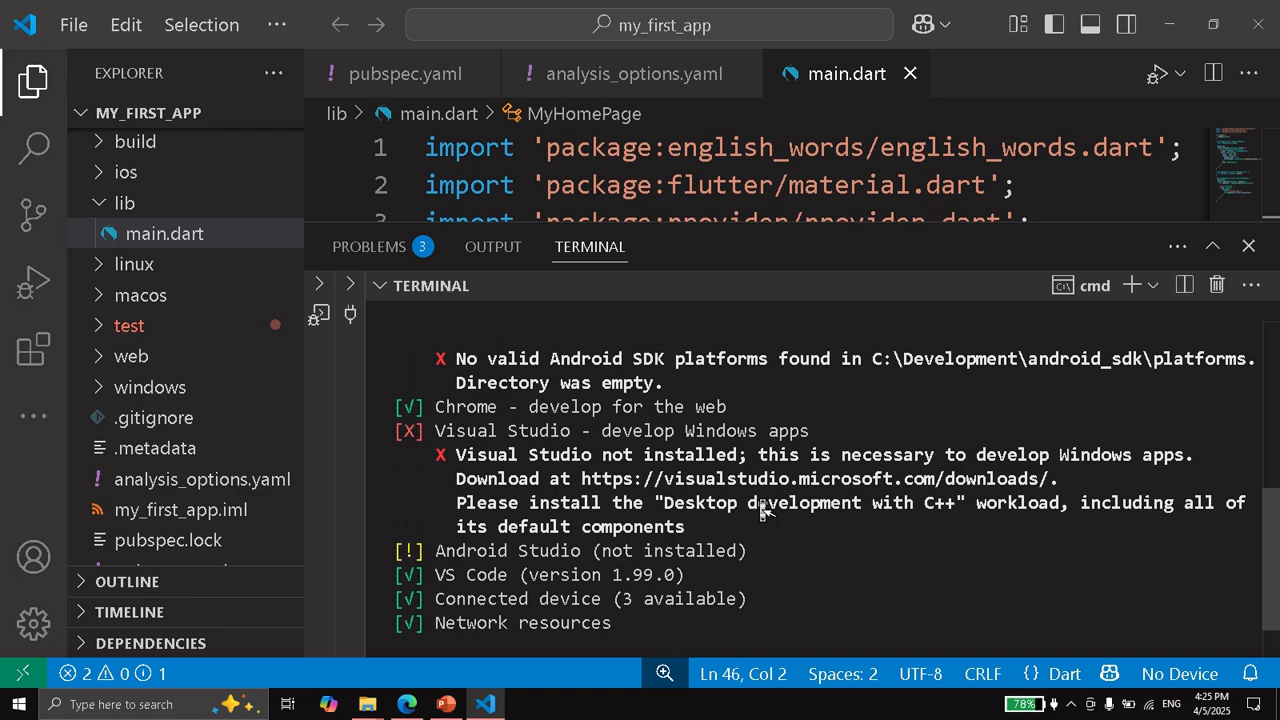 File Edit Selection ··· my_first_app
EXPLORER ···
MY_FIRST_APP
build
ios
lib
main.dart
linux
macos
test
web
windows
.gitignore
.metadata
analysis_options.yaml
my_first_app.iml
pubspec.lock
OUTLINE
TIMELINE
DEPENDENCIES
pubspec.yaml analysis_options.yaml main.dart
lib main.dart MyHomePage
1 import 'package:english_words/english_words.dart';
2 import 'package:flutter/material.dart';
3 import 'package:provider/provider.dart';
PROBLEMS 3 OUTPUT TERMINAL
TERMINAL cmd
X No valid Android SDK platforms found in C:\Development\android_sdk\platforms.
Directory was empty.
[√] Chrome - develop for the web
[X] Visual Studio - develop Windows apps
X Visual Studio not installed; this is necessary to develop Windows apps.
Download at https://visualstudio.microsoft.com/downloads/.
Please install the "Desktop development with C++" workload, including all of
its default components
[!] Android Studio (not installed)
[√] VS Code (version 1.99.0)
[√] Connected device (3 available)
[√] Network resources
2 0 1 Ln 46, Col 2 Spaces: 2 UTF-8 CRLF {} Dart No Device
Type here to search 78% ENG 4:25 PM
4/5/2025